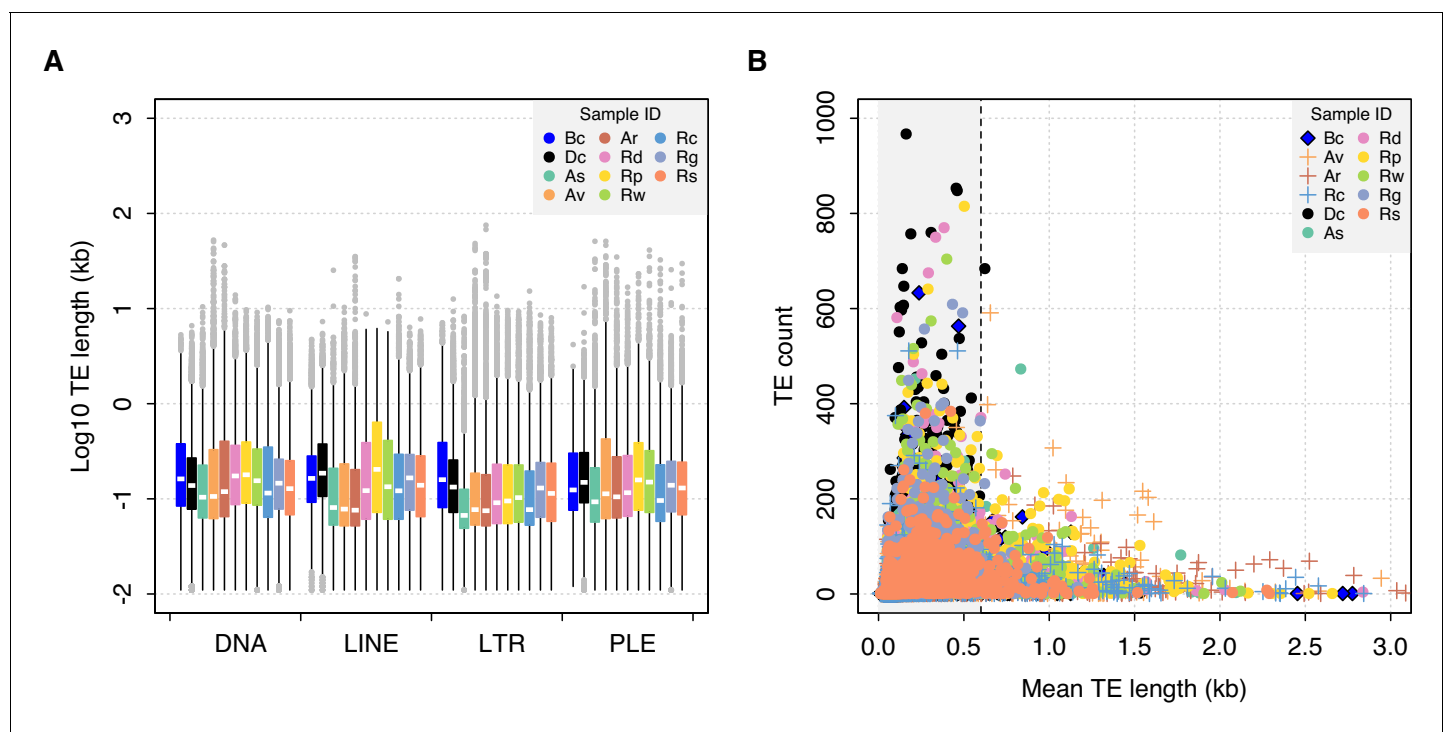 A
Log10 TE length (kb)
3
2
1
0
-1
-2
DNA LINE LTR PLE
Sample ID
Bc Ar Rc
Dc Rd Rg
As Rp Rs
Av Rw
B
TE count
1000
800
600
400
200
0
0.0 0.5 1.0 1.5 2.0 2.5 3.0
Mean TE length (kb)
Sample ID
Bc Rd
Av Rp
Ar Rw
Rc Rg
Dc Rs
As